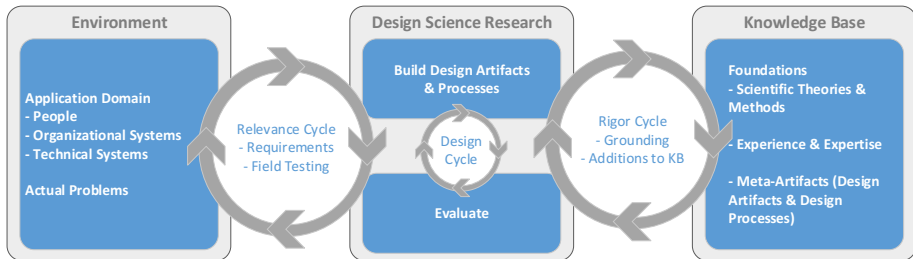 Environment
Application Domain
- People
- Organizational Systems
- Technical Systems
Actual Problems
Relevance Cycle
- Requirements
- Field Testing
Design Science Research
Build Design Artifacts
& Processes
Design
Cycle
Evaluate
Rigor Cycle
- Grounding
- Additions to KB
Knowledge Base
Foundations
- Scientific Theories &
Methods
- Experience & Expertise
- Meta-Artifacts (Design
Artifacts & Design
Processes)